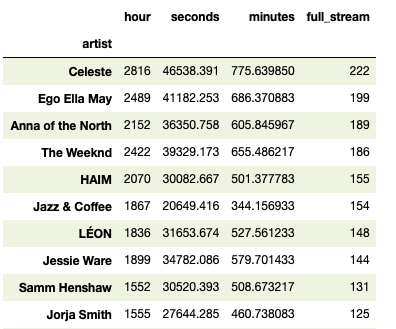 hour seconds minutes full_stream
artist
Celeste 2816 46538.391 775.639850 222
Ego Ella May 2489 41182.253 686.370883 199
Anna of the North 2152 36350.758 605.845967 189
The Weeknd 2422 39329.173 655.486217 186
HAIM 2070 30082.667 501.377783 155
Jazz & Coffee 1867 20649.416 344.156933 154
LÉON 1836 31653.674 527.561233 148
Jessie Ware 1899 34782.086 579.701433 144
Samm Henshaw 1552 30520.393 508.673217 131
Jorja Smith 1555 27644.285 460.738083 125